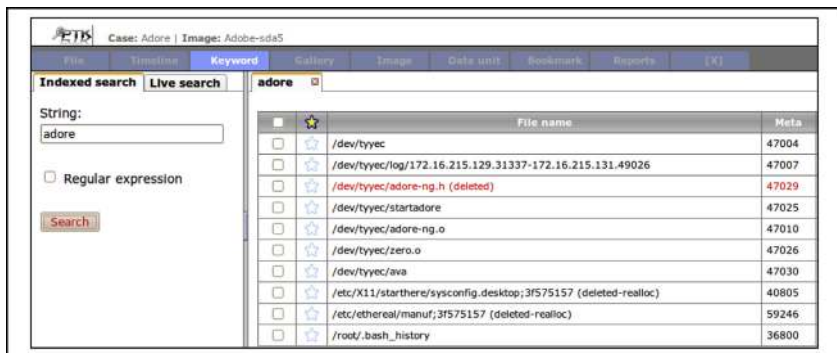 PTK Case: Adore | Image: Adobe-sda5
File Timeline Keyword Gallery Image Data unit Bookmark Reports [X]
Indexed search Live search
String:
adore
Regular expression
Search
adore
File name Meta
/dev/tyyec 47004
/dev/tyyec/log/172.16.215.129.31337-172.16.215.131.49026 47007
/dev/tyyec/adore-ng.h (deleted) 47029
/dev/tyyec/startadore 47025
/dev/tyyec/adore-ng.o 47010
/dev/tyyec/zero.o 47026
/dev/tyyec/ava 47030
/etc/X11/starthere/sysconfig.desktop;3f575157 (deleted-realloc) 40805
/etc/ethereal/manuf;3f575157 (deleted-realloc) 59246
/root/.bash_history 36800